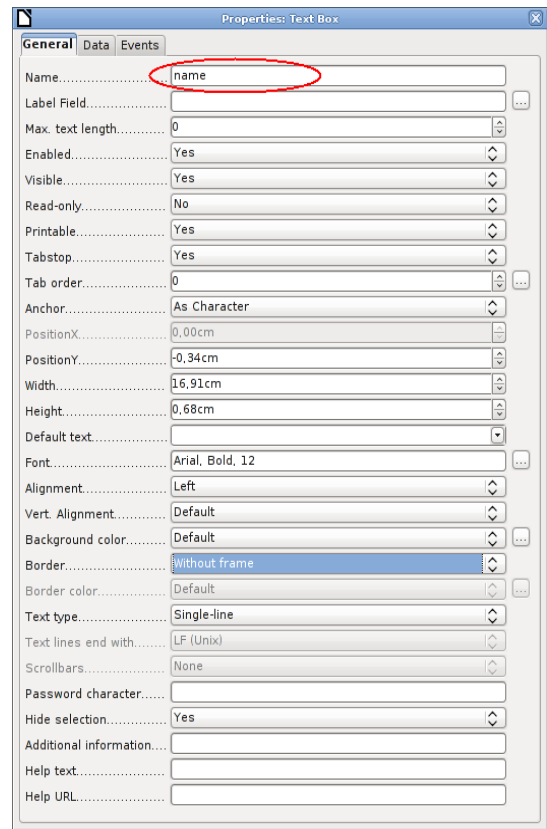 Properties: Text Box
General Data Events
Name........................ name
Label Field..................
Max. text length............ 0
Enabled...................... Yes
Visible........................ Yes
Read-only.................... No
Printable..................... Yes
Tabstop...................... Yes
Tab order.................... 0
Anchor....................... As Character
PositionX.................... 0,00cm
PositionY.................... -0,34cm
Width......................... 16,91cm
Height........................ 0,68cm
Default text.................
Font........................... Arial, Bold, 12
Alignment................... Left
Vert. Alignment............ Default
Background color......... Default
Border........................ Without frame
Border color................ Default
Text type.................... Single-line
Text lines end with....... LF (Unix)
Scrollbars.................... None
Password character......
Hide selection.............. Yes
Additional information....
Help text.....................
Help URL.....................